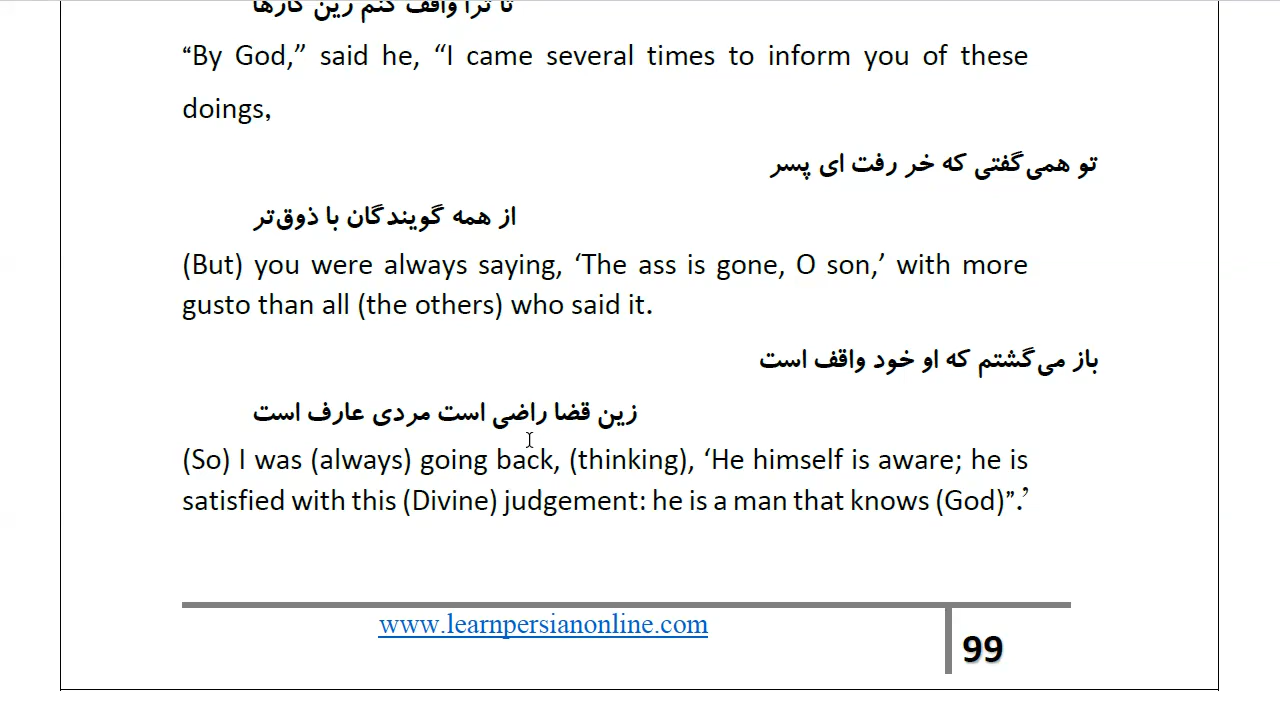 تا ترا واقف کنم زین کارها
“By God,” said he, “I came several times to inform you of these
doings,
تو همی‌گفتی که خر رفت ای پسر
از همه گویندگان با ذوق‌تر
(But) you were always saying, ‘The ass is gone, O son,’ with more
gusto than all (the others) who said it.
باز می‌گشتم که او خود واقف است
زین قضا راضی است مردی عارف است
(So) I was (always) going back, (thinking), ‘He himself is aware; he is
satisfied with this (Divine) judgement: he is a man that knows (God)”.’
www.learnpersianonline.com
99